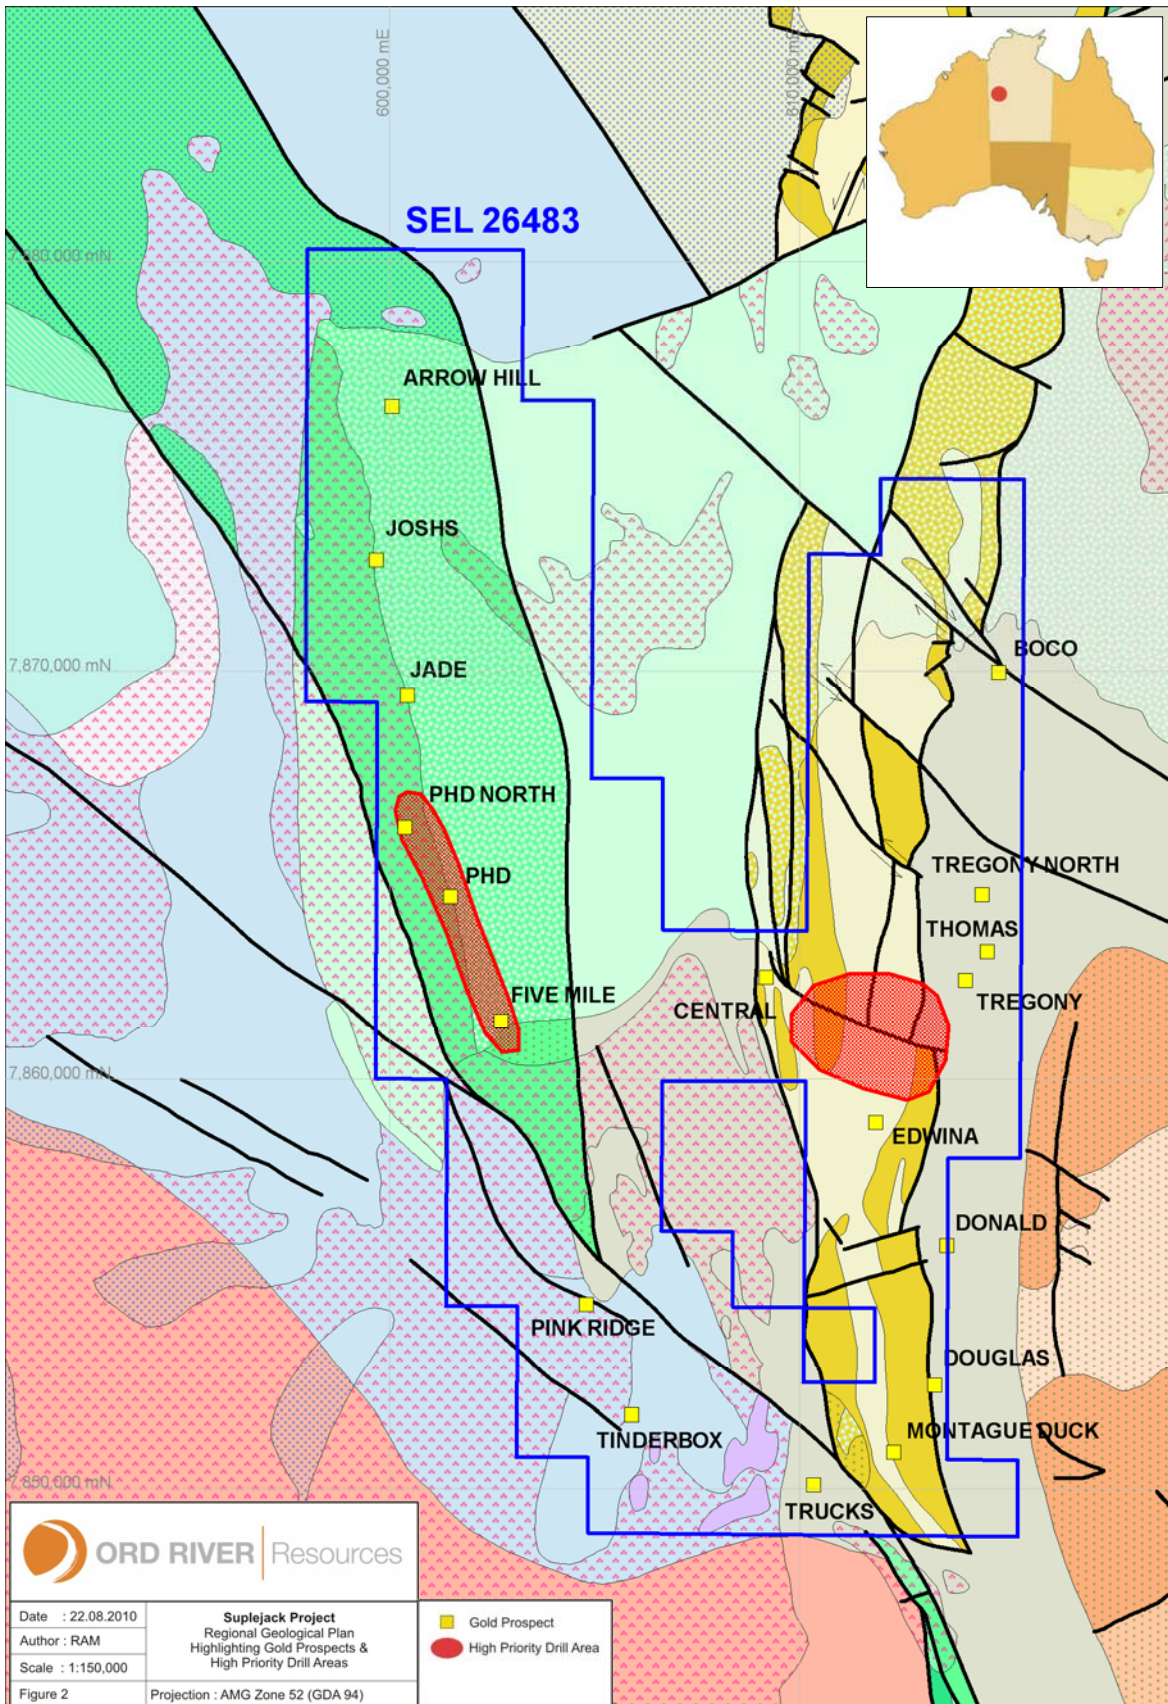 600,000 mE
610,000 mE
SEL 26483
7,880,000 mN
ARROW HILL
JOSHS
7,870,000 mN
BOCO
JADE
PHD NORTH
TREGONY NORTH
PHD
THOMAS
TREGONY
FIVE MILE
CENTRAL
7,860,000 mN
EDWINA
DONALD
PINK RIDGE
DOUGLAS
TINDERBOX
MONTAGUE DUCK
7,850,000 mN
TRUCKS
ORD RIVER Resources
Date : 22.08.2010
Author : RAM
Scale : 1:150,000
Figure 2
Suplejack Project
Regional Geological Plan
Highlighting Gold Prospects &
High Priority Drill Areas
Projection : AMG Zone 52 (GDA 94)
Gold Prospect
High Priority Drill Area